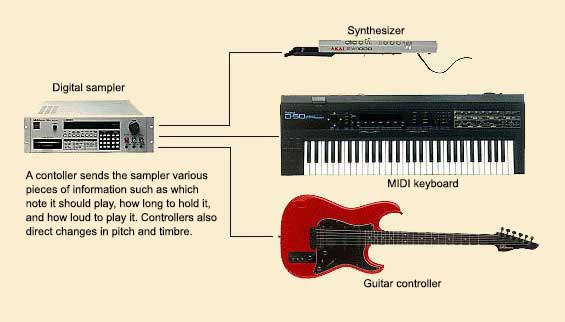 Synthesizer
AKAI
Digital sampler
D-50
MIDI keyboard
A contoller sends the sampler various
pieces of information such as which
note it should play, how long to hold it,
and how loud to play it. Controllers also
direct changes in pitch and timbre.
Guitar controller